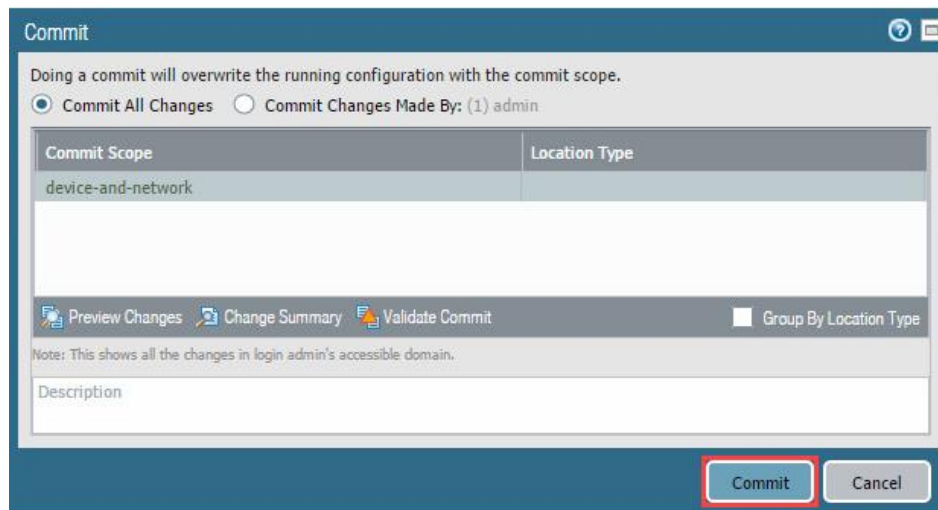 Commit
Doing a commit will overwrite the running configuration with the commit scope.
Commit All Changes Commit Changes Made By: (1) admin
Commit Scope Location Type
device-and-network
Preview Changes Change Summary Validate Commit Group By Location Type
Note: This shows all the changes in login admin's accessible domain.
Description
Commit Cancel